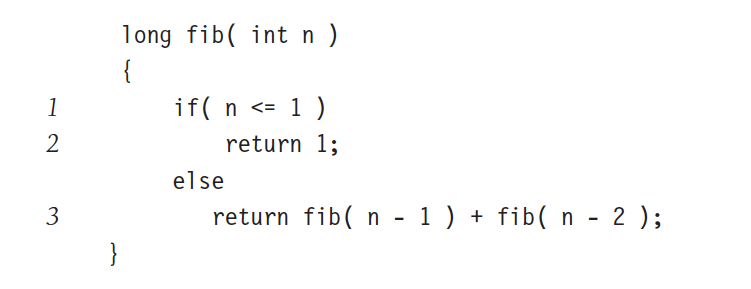 long fib( int n )
{
1 if( n <= 1 )
2 return 1;
else
3 return fib( n - 1 ) + fib( n - 2 );
}